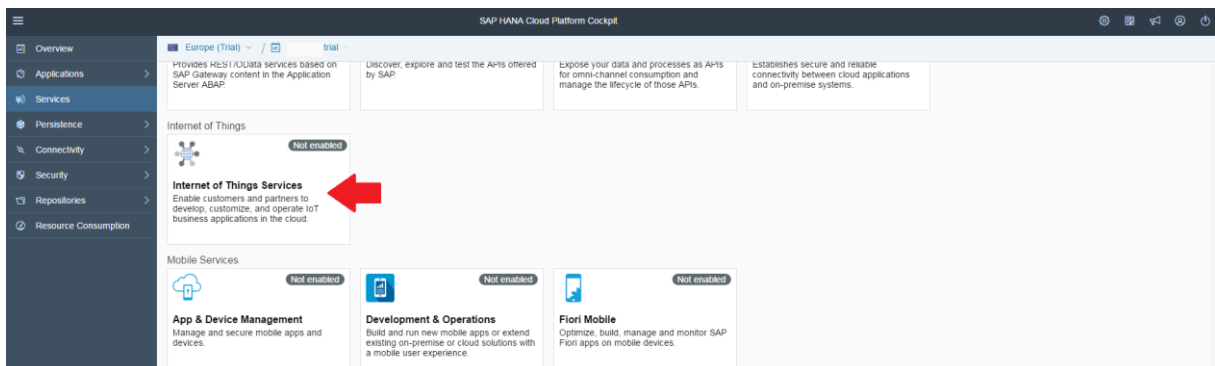 SAP HANA Cloud Platform Cockpit
Overview
Applications
Services
Persistence
Connectivity
Security
Repositories
Resource Consumption
Europe (Trial) / trial
Provides REST/OData services based on
SAP Gateway content in the Application
Server ABAP.
Discover, explore and test the APIs offered
by SAP.
Expose your data and processes as APIs
for omni-channel consumption and
manage the lifecycle of those APIs.
Establishes secure and reliable
connectivity between cloud applications
and on-premise systems.
Internet of Things
Not enabled
Internet of Things Services
Enable customers and partners to
develop, customize, and operate IoT
business applications in the cloud.
Mobile Services
Not enabled
App & Device Management
Manage and secure mobile apps and
devices.
Not enabled
Development & Operations
Build and run new mobile apps or extend
existing on-premise or cloud solutions with
a mobile user experience.
Not enabled
Fiori Mobile
Optimize, build, manage and monitor SAP
Fiori apps on mobile devices.